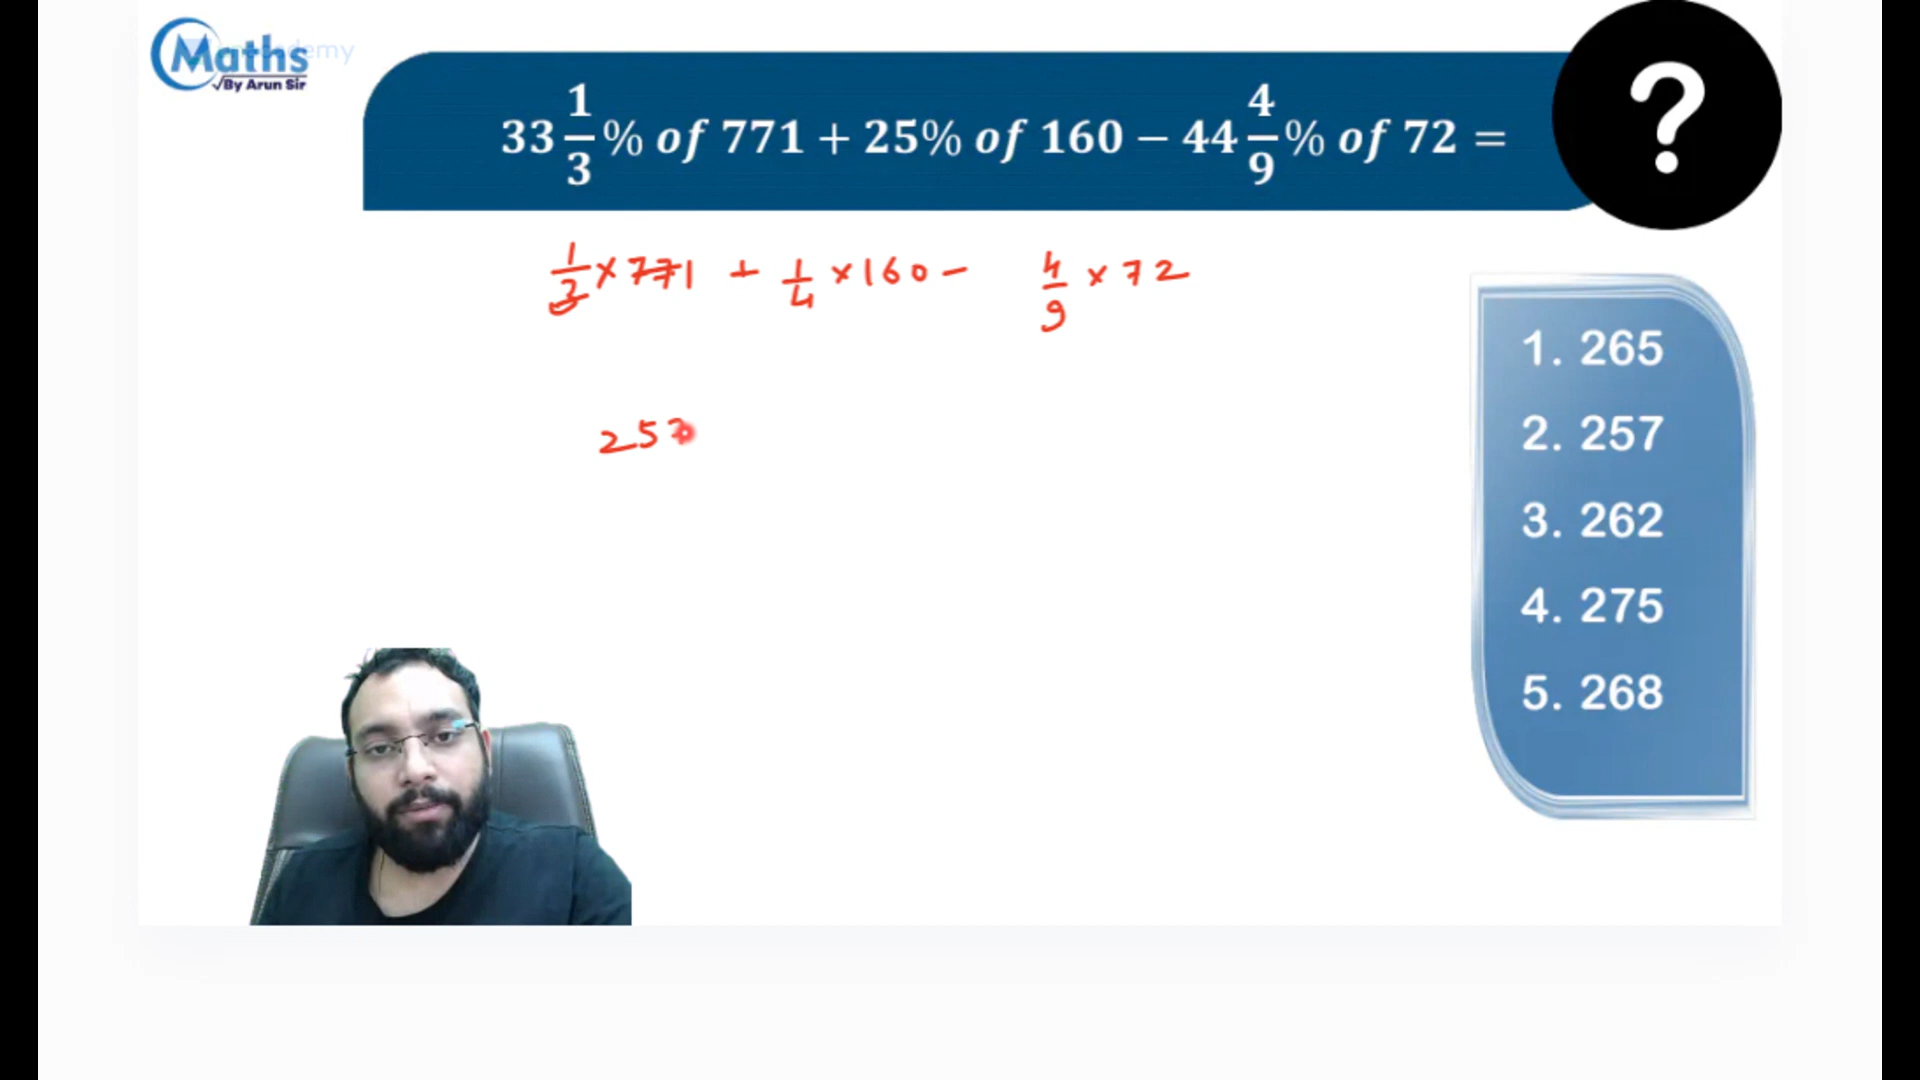 Maths
√By Arun Sir
33 1/3 % of 771 + 25% of 160 − 44 4/9 % of 72 =
?
1/3 × 771 + 1/4 × 160 − 4/9 × 72
257
1. 265
2. 257
3. 262
4. 275
5. 268